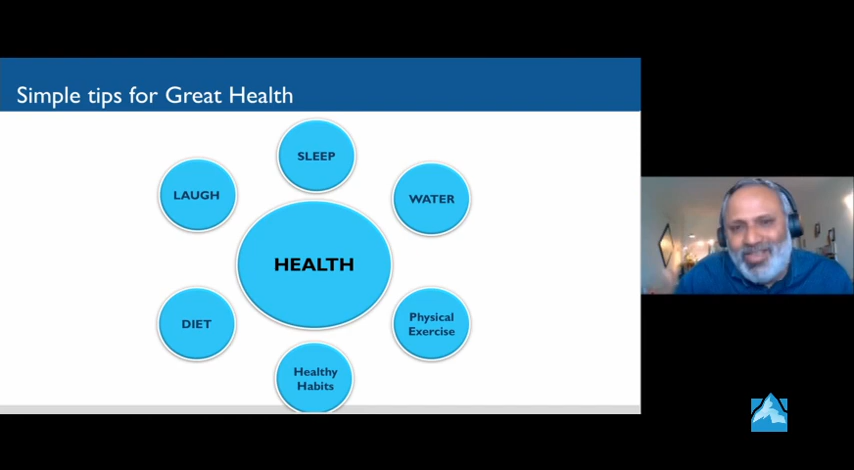 Simple tips for Great Health
SLEEP
LAUGH
WATER
HEALTH
DIET
Physical
Exercise
Healthy
Habits